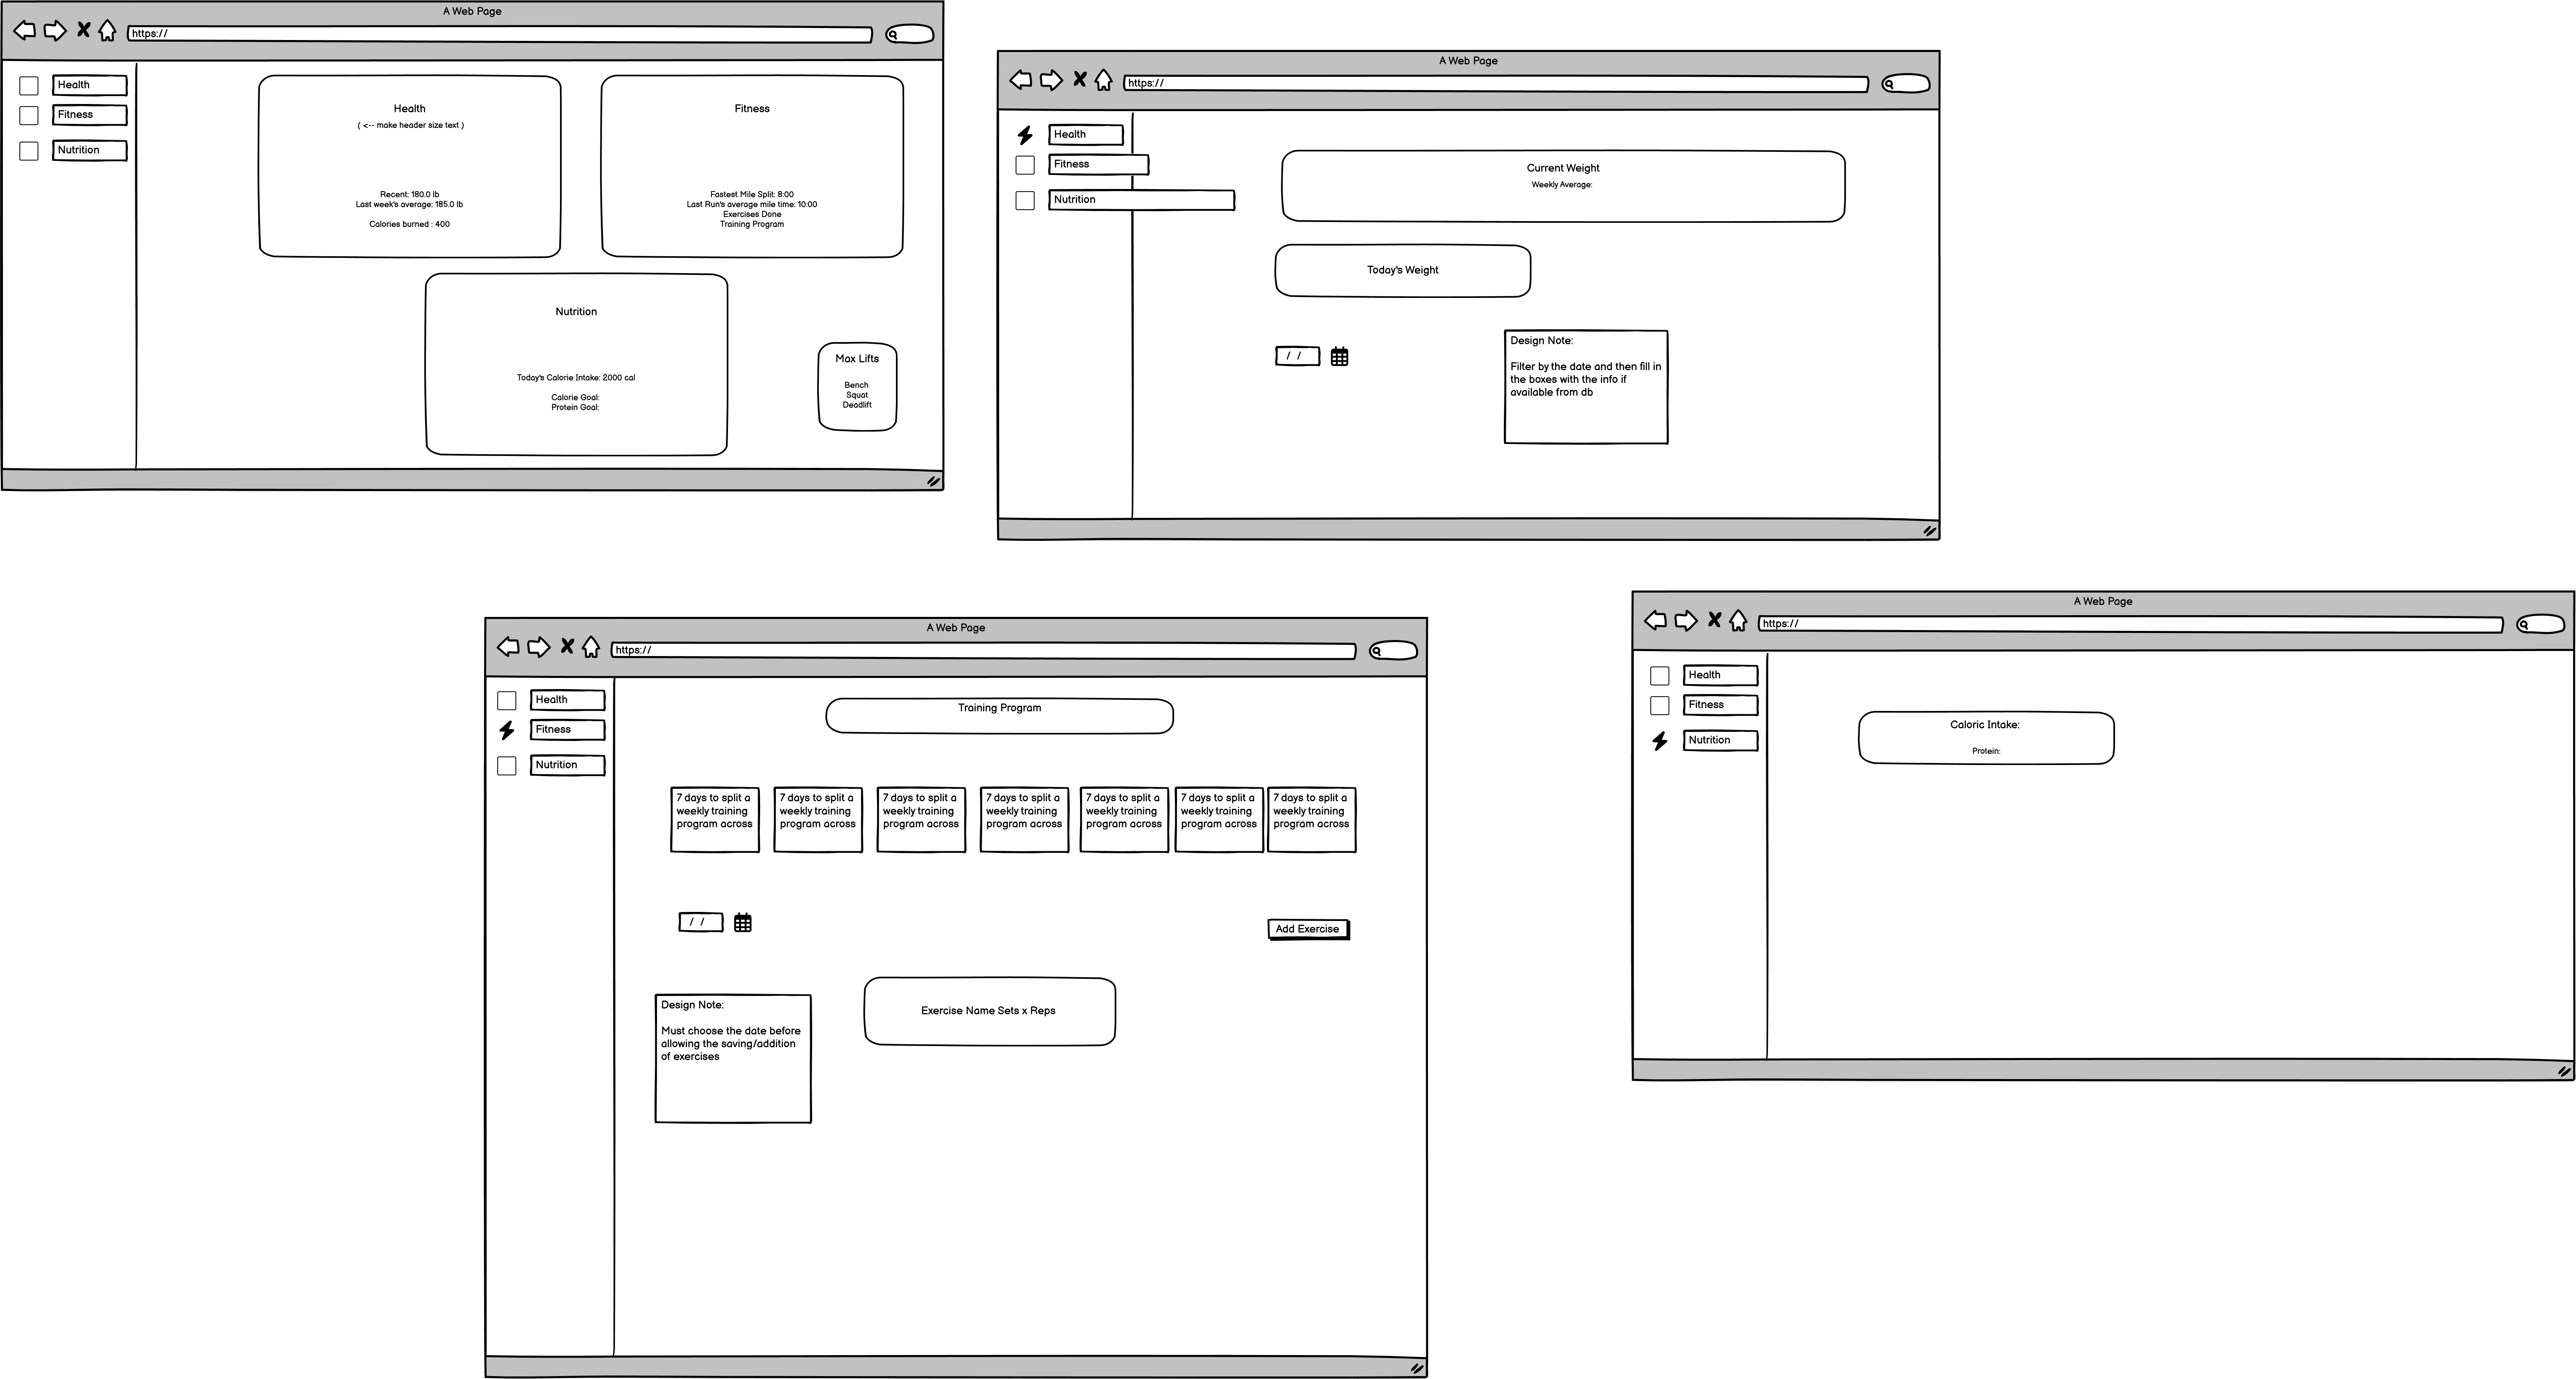 A Web Page
https://
Health
Fitness
Nutrition
Health
( <-- make header size text )
Recent: 180.0 lb
Last week's average: 185.0 lb
Calories burned : 400
Fitness
Fastest Mile Split: 8:00
Last Run's average mile time: 10:00
Exercises Done
Training Program
Nutrition
Today's Calorie Intake: 2000 cal
Calorie Goal:
Protein Goal:
Max Lifts
Bench
Squat
Deadlift
A Web Page
https://
Health
Fitness
Nutrition
Current Weight
Weekly Average:
Today's Weight
/ /
Design Note:
Filter by the date and then fill in
the boxes with the info if
available from db
A Web Page
https://
Health
Fitness
Nutrition
Training Program
7 days to split a
weekly training
program across
7 days to split a
weekly training
program across
7 days to split a
weekly training
program across
7 days to split a
weekly training
program across
7 days to split a
weekly training
program across
7 days to split a
weekly training
program across
7 days to split a
weekly training
program across
/ /
Add Exercise
Design Note:
Must choose the date before
allowing the saving/addition
of exercises
Exercise Name Sets x Reps
A Web Page
https://
Health
Fitness
Nutrition
Caloric Intake:
Protein: